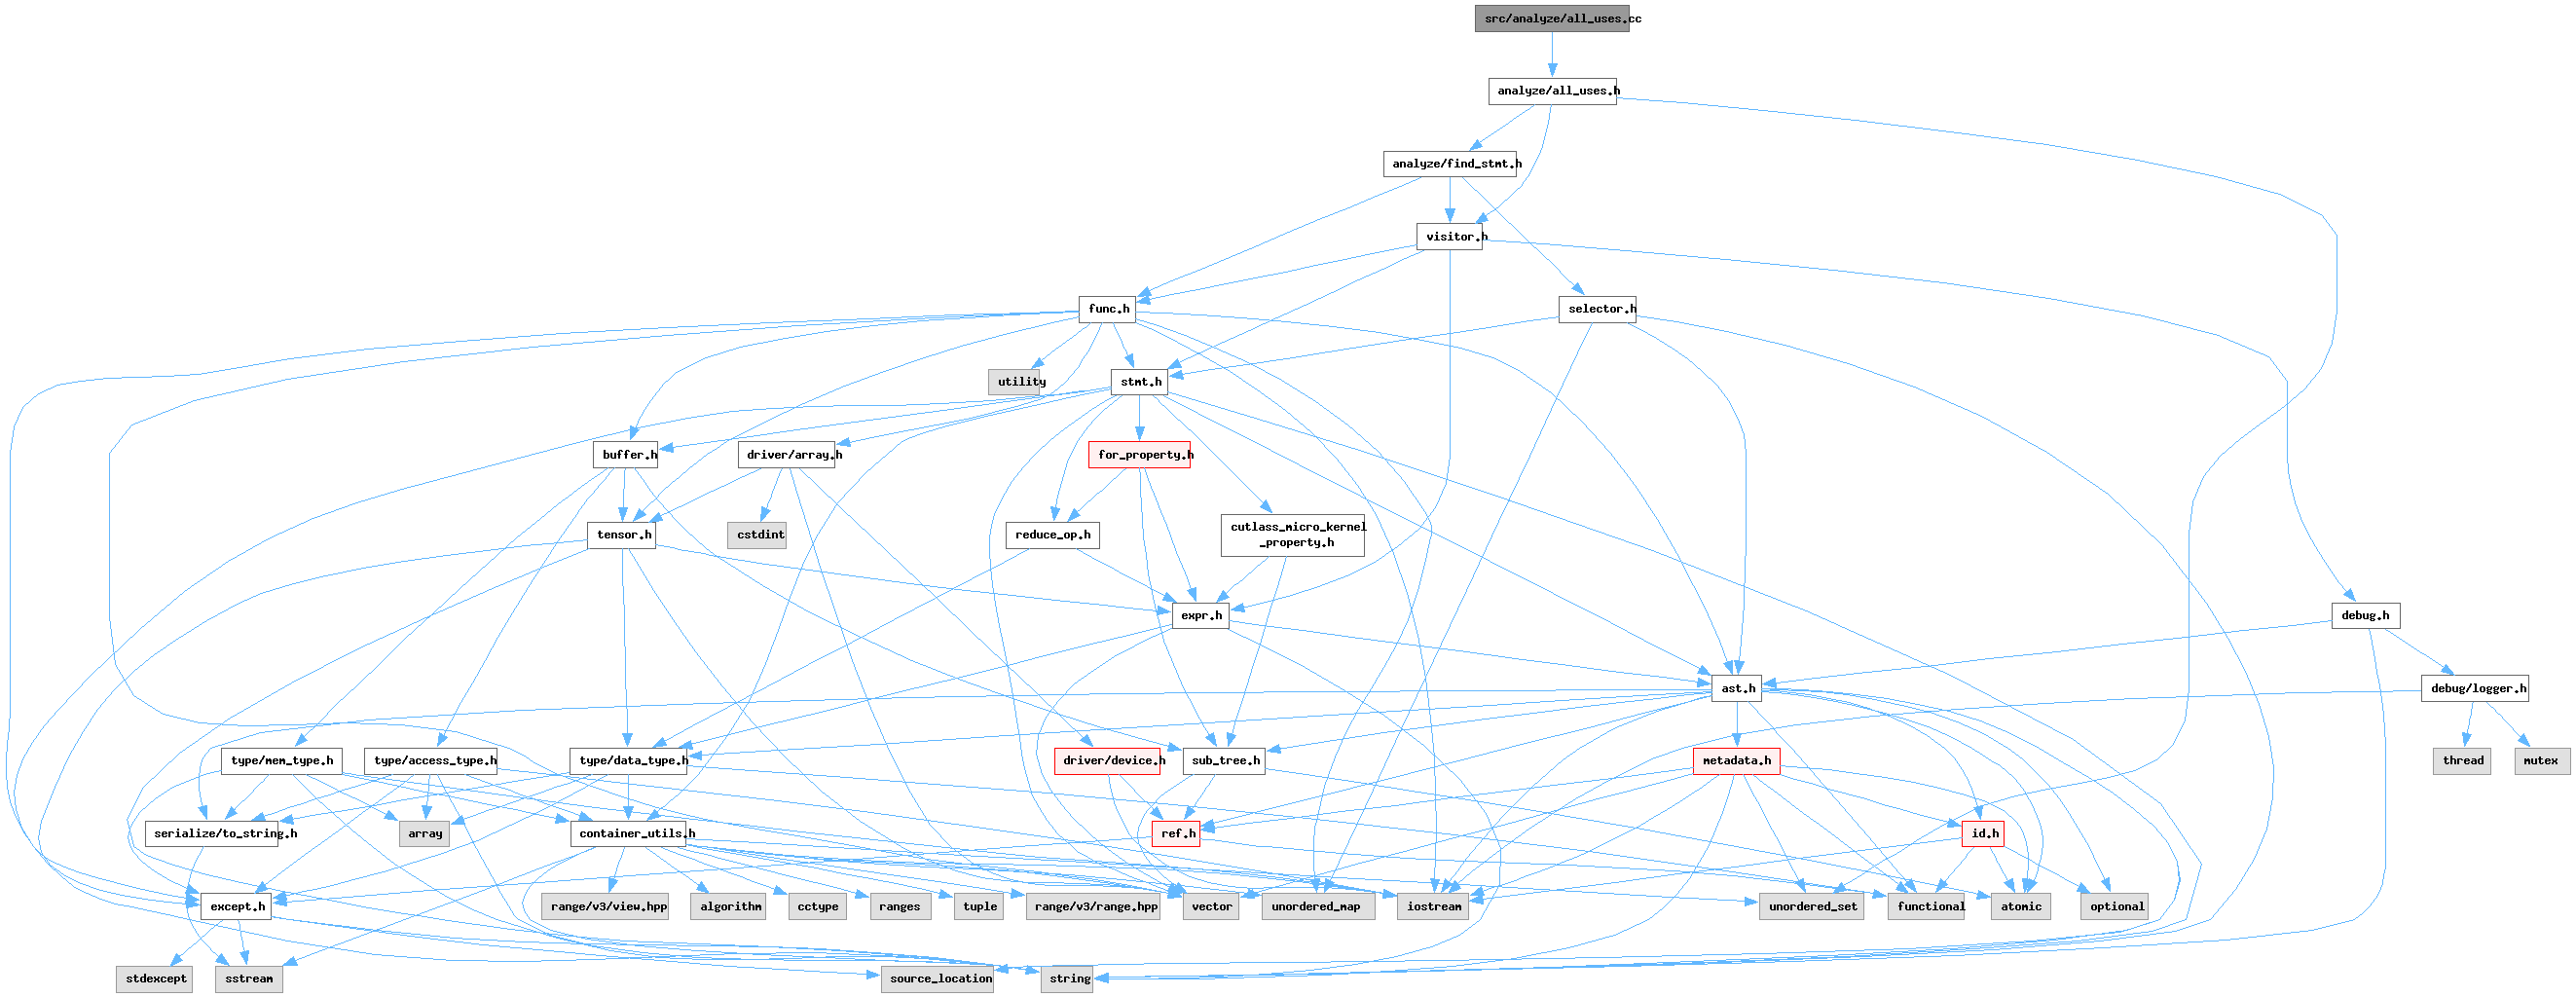 src/analyze/all_uses.cc
analyze/all_uses.h
analyze/find_stmt.h
visitor.h
func.h
selector.h
utility
stmt.h
buffer.h
driver/array.h
for_property.h
tensor.h
cstdint
reduce_op.h
cutlass_micro_kernel
_property.h
expr.h
debug.h
ast.h
debug/logger.h
type/mem_type.h
type/access_type.h
type/data_type.h
driver/device.h
sub_tree.h
metadata.h
thread
mutex
serialize/to_string.h
array
container_utils.h
ref.h
id.h
except.h
range/v3/view.hpp
algorithm
cctype
ranges
tuple
range/v3/range.hpp
vector
unordered_map
iostream
unordered_set
functional
atomic
optional
stdexcept
sstream
source_location
string